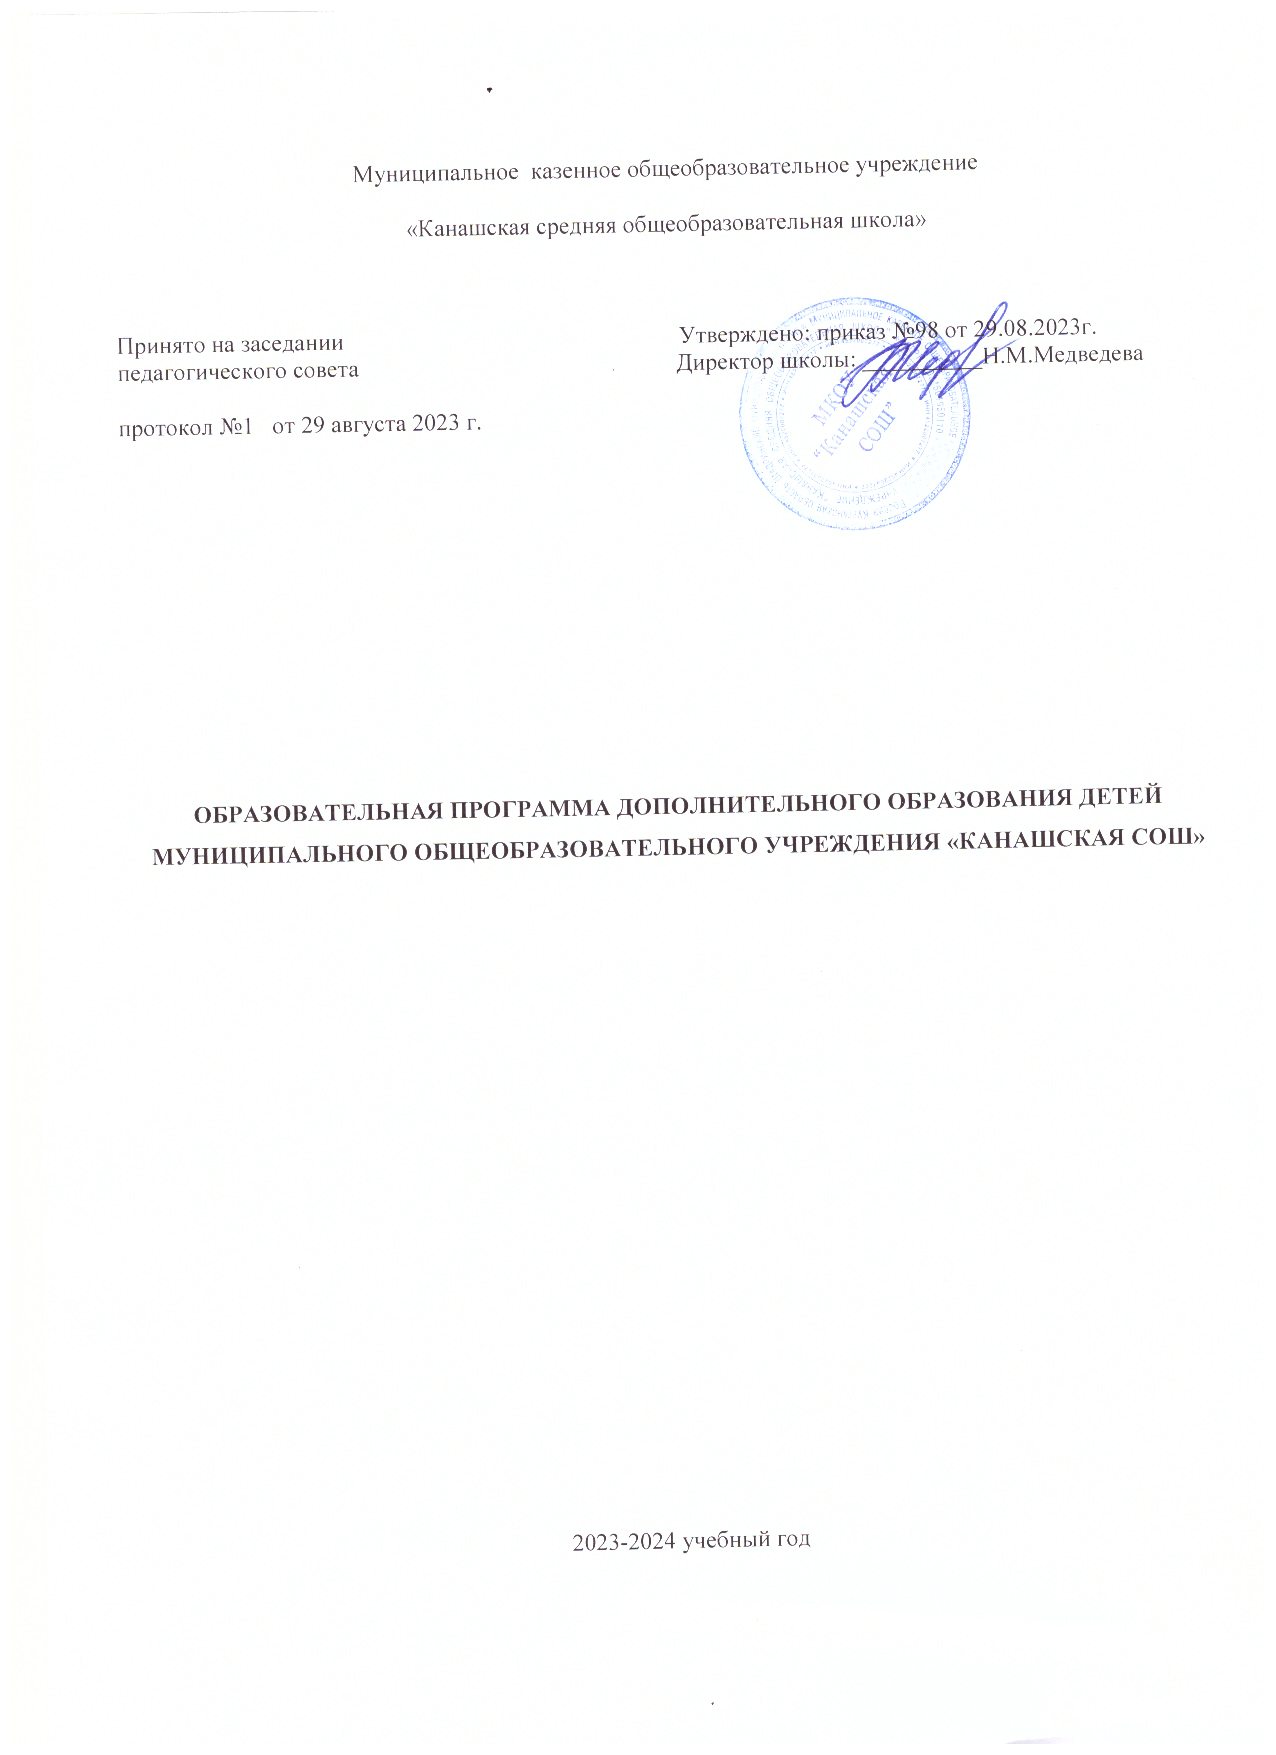 Муниципальное  казенное общеобразовательное учреждение
«Канашская средняя общеобразовательная школа»
Принято на заседании
педагогического совета
протокол №1   от 29 августа 2023 г.
Утверждено: приказ №98 от 29.08.2023г.
Директор школы: __________Н.М.Медведева
МКОУ
“Канашская
СОШ”
ОБРАЗОВАТЕЛЬНАЯ ПРОГРАММА ДОПОЛНИТЕЛЬНОГО ОБРАЗОВАНИЯ ДЕТЕЙ
МУНИЦИПАЛЬНОГО ОБЩЕОБРАЗОВАТЕЛЬНОГО УЧРЕЖДЕНИЯ «КАНАШСКАЯ СОШ»
2023-2024 учебный год